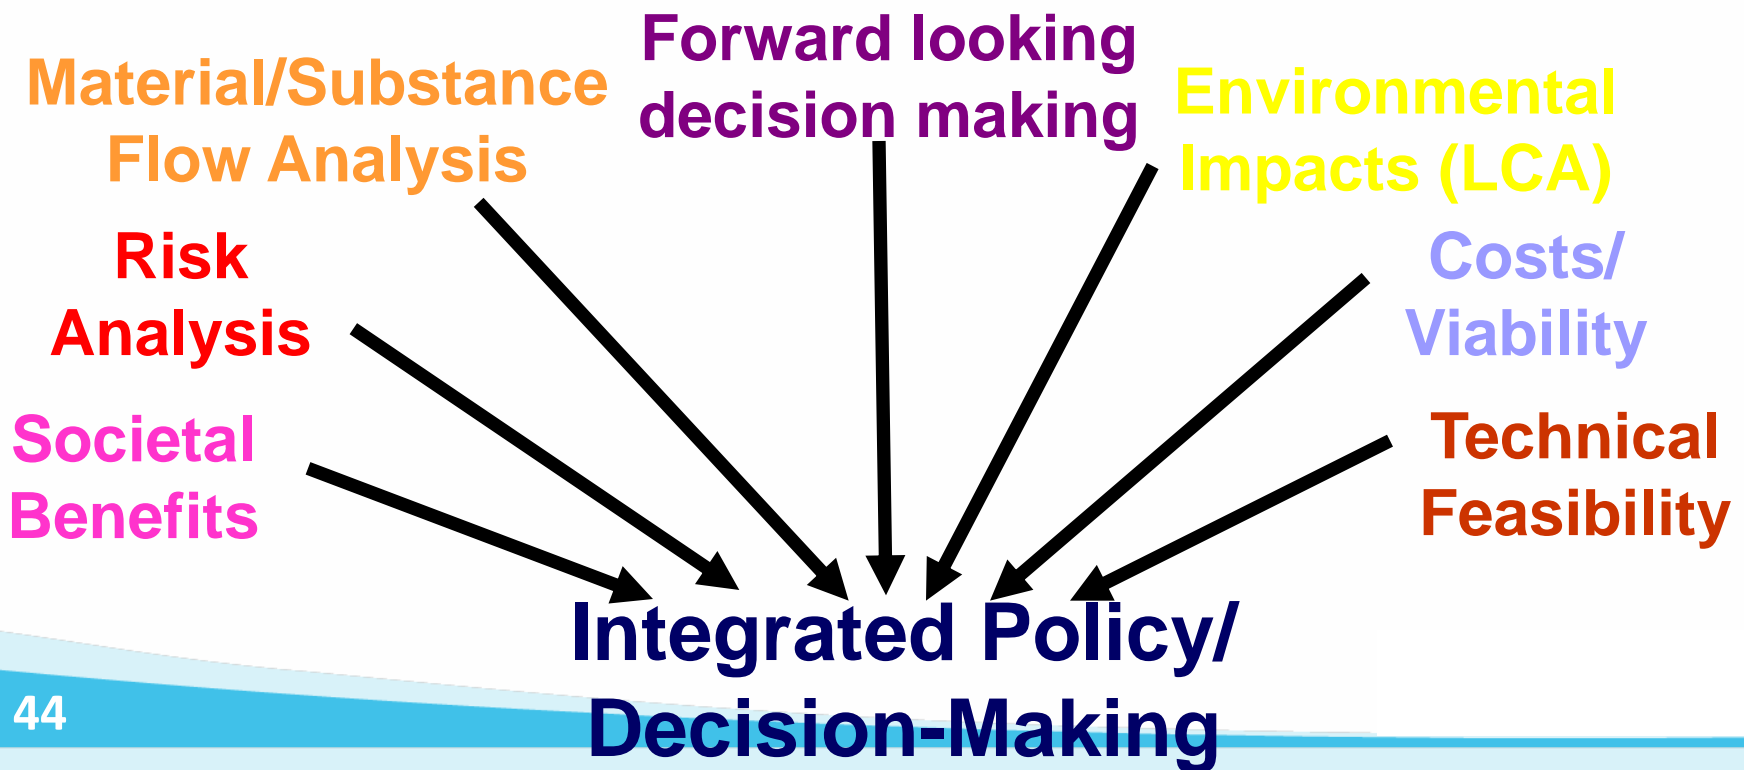 Forward looking
decision making
Material/Substance
Flow Analysis
Environmental
Impacts (LCA)
Risk
Analysis
Costs/
Viability
Societal
Benefits
Technical
Feasibility
Integrated Policy/
Decision-Making
44